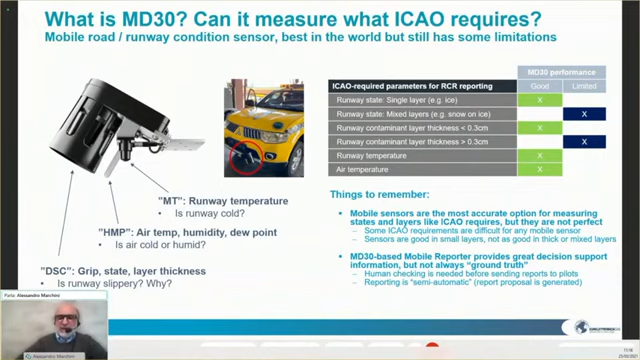 What is MD30? Can it measure what ICAO requires?
Mobile road / runway condition sensor, best in the world but still has some limitations
MD30 performance
ICAO-required parameters for RCR reporting Good Limited
Runway state: Single layer (e.g. ice) X
Runway state: Mixed layers (e.g. snow on ice) X
Runway contaminant layer thickness < 0.3cm X
Runway contaminant layer thickness > 0.3cm X
Runway temperature X
Air temperature X
"MT": Runway temperature
• Is runway cold?
"HMP": Air temp, humidity, dew point
• Is air cold or humid?
"DSC": Grip, state, layer thickness
• Is runway slippery? Why?
Things to remember:
• Mobile sensors are the most accurate option for measuring
states and layers like ICAO requires, but they are not perfect
– Some ICAO requirements are difficult for any mobile sensor
– Sensors are good in small layers, not as good in thick or mixed layers
• MD30-based Mobile Reporter provides great decision support
information, but not always "ground truth"
– Human checking is needed before sending reports to pilots
– Reporting is "semi-automatic" (report proposal is generated)
Parla: Alessandro Marchini
Alessandro Marchini